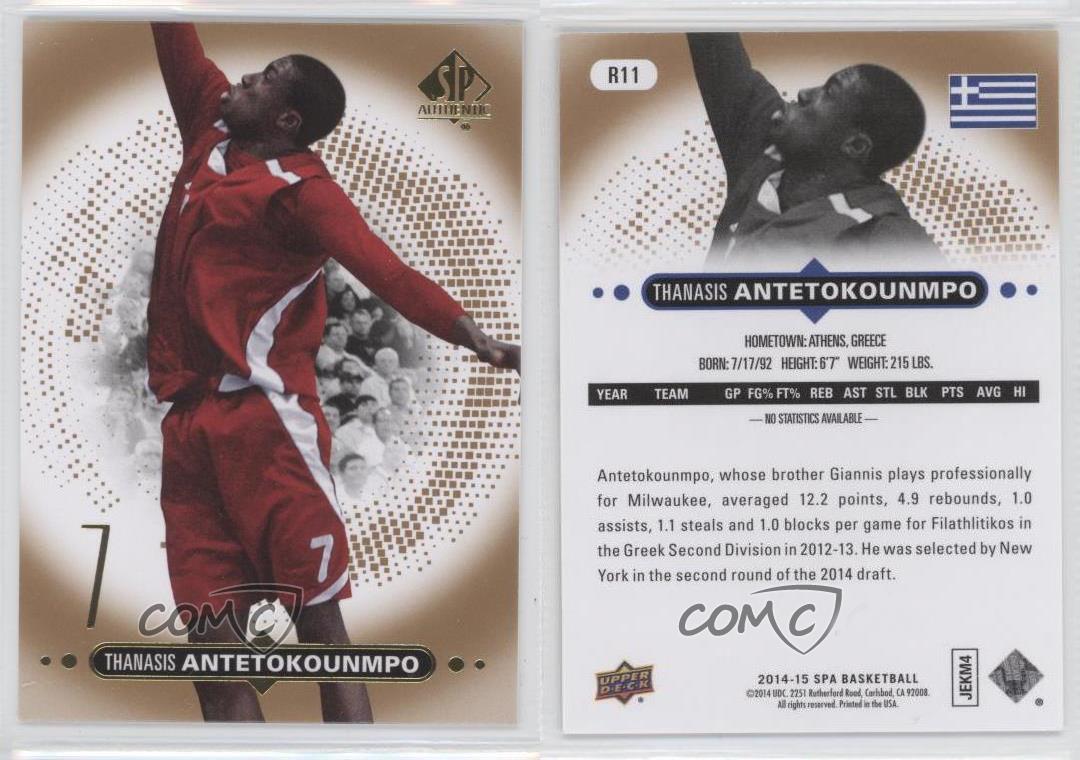 SP
AUTHENTIC
7
7
COMC
THANASIS ANTETOKOUNMPO
R11
THANASIS ANTETOKOUNMPO
HOMETOWN: ATHENS, GREECE
BORN: 7/17/92 HEIGHT: 6'7" WEIGHT: 215 LBS.
YEAR TEAM GP FG% FT% REB AST STL BLK PTS AVG HI
— NO STATISTICS AVAILABLE —
Antetokounmpo, whose brother Giannis plays professionally
for Milwaukee, averaged 12.2 points, 4.9 rebounds, 1.0
assists, 1.1 steals and 1.0 blocks per game for Filathlitikos in
the Greek Second Division in 2012-13. He was selected by New
York in the second round of the 2014 draft.
COMC
UPPER
DECK
2014-15 SPA BASKETBALL
©2014 UDC. 2251 Rutherford Road, Carlsbad, CA 92008.
All rights reserved. Printed in the USA.
JEKM4